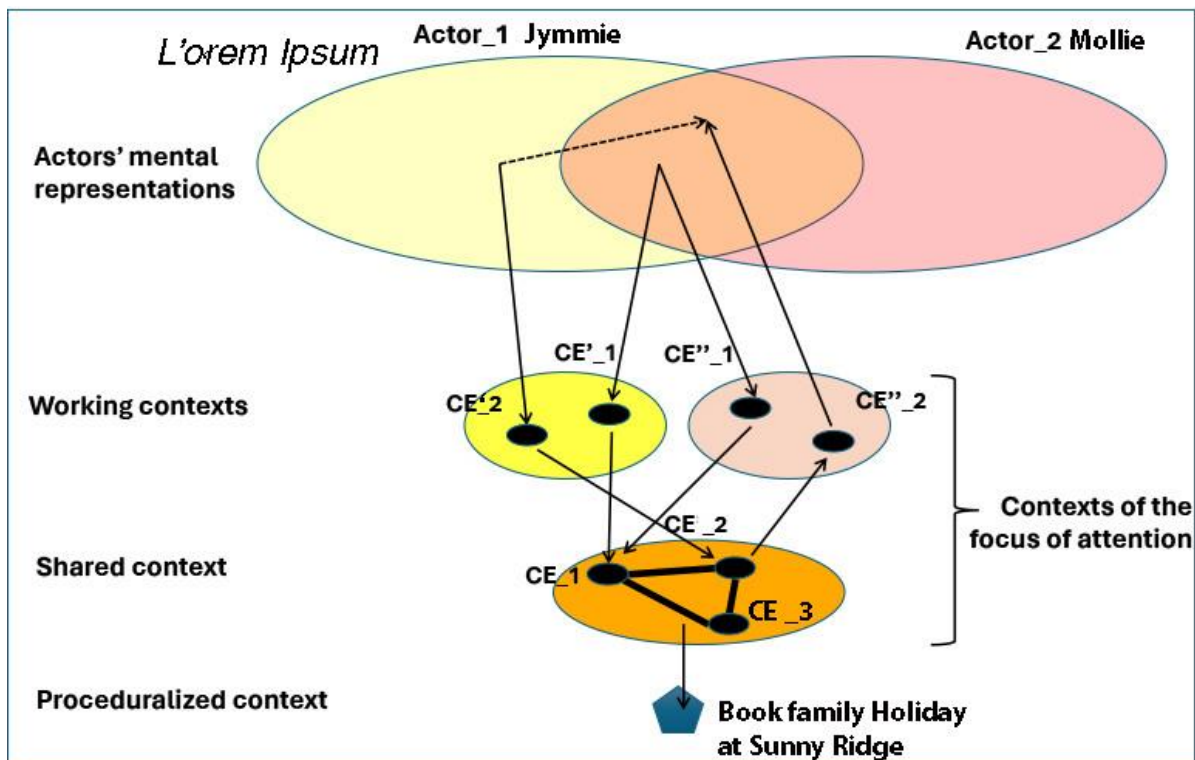 Actor_1 Jymmie
L'orem Ipsum
Actor_2 Mollie
Actors' mental
representations
CE'_1
CE''_1
Working contexts
CE'_2
CE''_2
Contexts of the
focus of attention
CE _2
Shared context
CE_1
CE _3
Proceduralized context
Book family Holiday
at Sunny Ridge